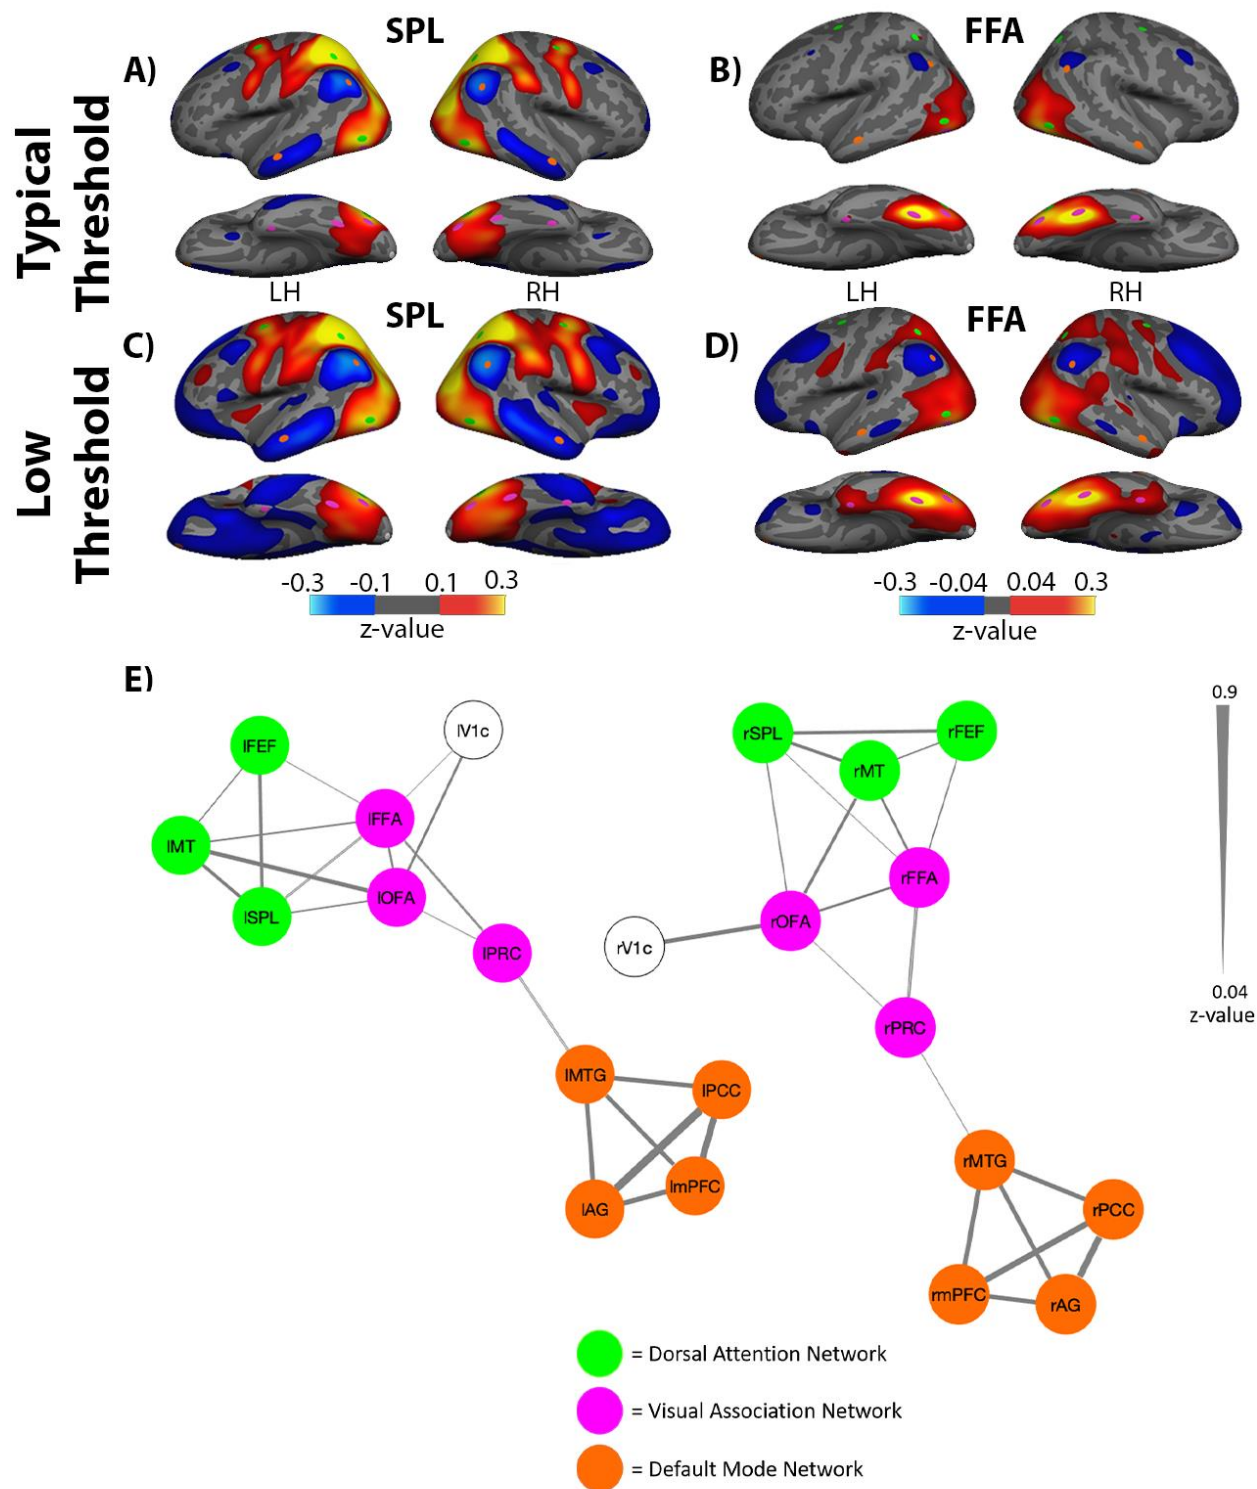 SPL
FFA
A)
B)
Typical
Threshold
LH
RH
LH
RH
SPL
FFA
C)
D)
Low
Threshold
-0.3 -0.1 0.1 0.3
z-value
-0.3 -0.04 0.04 0.3
z-value
E)
0.9
0.04
z-value
lFEF
lV1c
lMT
lFFA
lSPL
lOFA
lPRC
lMTG
lPCC
lAG
lmPFC
rSPL
rFEF
rMT
rFFA
rOFA
rV1c
rPRC
rMTG
rPCC
rmPFC
rAG
= Dorsal Attention Network
= Visual Association Network
= Default Mode Network